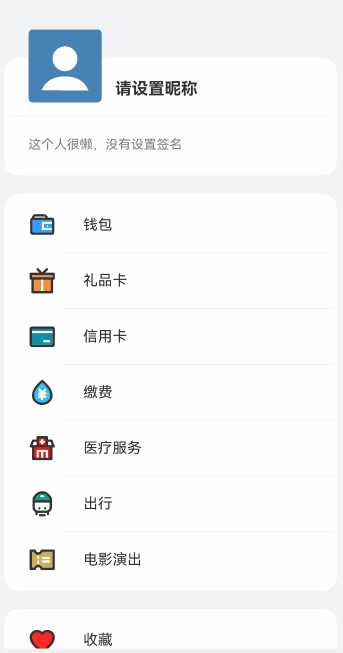 请设置昵称
这个人很懒，没有设置签名
钱包
礼品卡
信用卡
缴费
医疗服务
出行
电影演出
收藏